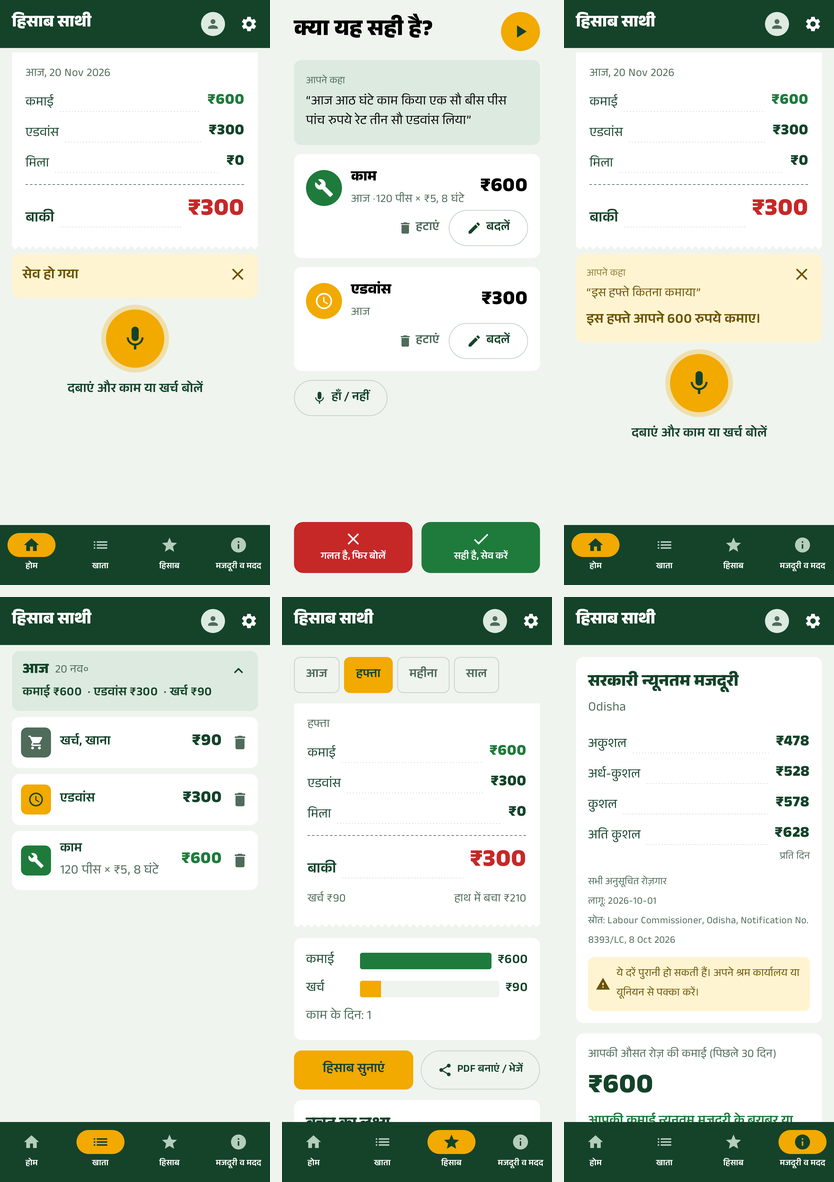 हिसाब साथी
आज, 20 Nov 2026
कमाई ₹600
एडवांस ₹300
मिला ₹0
बाकी ₹300
सेव हो गया
दबाएं और काम या खर्च बोलें
होम खाता हिसाब मजदूरी व मदद
क्या यह सही है?
आपने कहा
“आज आठ घंटे काम किया एक सौ बीस पीस
पांच रुपये रेट तीन सौ एडवांस लिया”
काम ₹600
आज ·120 पीस × ₹5, 8 घंटे
हटाएं बदलें
एडवांस ₹300
आज
हटाएं बदलें
हाँ / नहीं
गलत है, फिर बोलें सही है, सेव करें
हिसाब साथी
आज, 20 Nov 2026
कमाई ₹600
एडवांस ₹300
मिला ₹0
बाकी ₹300
आपने कहा
“इस हफ्ते कितना कमाया”
इस हफ्ते आपने 600 रुपये कमाए।
दबाएं और काम या खर्च बोलें
होम खाता हिसाब मजदूरी व मदद
हिसाब साथी
आज 20 नव॰
कमाई ₹600 · एडवांस ₹300 · खर्च ₹90
खर्च, खाना ₹90
एडवांस ₹300
काम
120 पीस × ₹5, 8 घंटे ₹600
होम खाता हिसाब मजदूरी व मदद
हिसाब साथी
आज हफ्ता महीना साल
हफ्ता
कमाई ₹600
एडवांस ₹300
मिला ₹0
बाकी ₹300
खर्च ₹90 हाथ में बचा ₹210
कमाई ₹600
खर्च ₹90
काम के दिन: 1
हिसाब सुनाएं PDF बनाएं / भेजें
होम खाता हिसाब मजदूरी व मदद
हिसाब साथी
सरकारी न्यूनतम मजदूरी
Odisha
अकुशल ₹478
अर्ध-कुशल ₹528
कुशल ₹578
अति कुशल ₹628
प्रति दिन
सभी अनुसूचित रोज़गार
लागू: 2026-10-01
स्रोत: Labour Commissioner, Odisha, Notification No.
8393/LC, 8 Oct 2026
ये दरें पुरानी हो सकती हैं। अपने श्रम कार्यालय या
यूनियन से पक्का करें।
आपकी औसत रोज़ की कमाई (पिछले 30 दिन)
₹600
आपकी कमाई न्यूनतम मजदूरी के बराबर या
होम खाता हिसाब मजदूरी व मदद